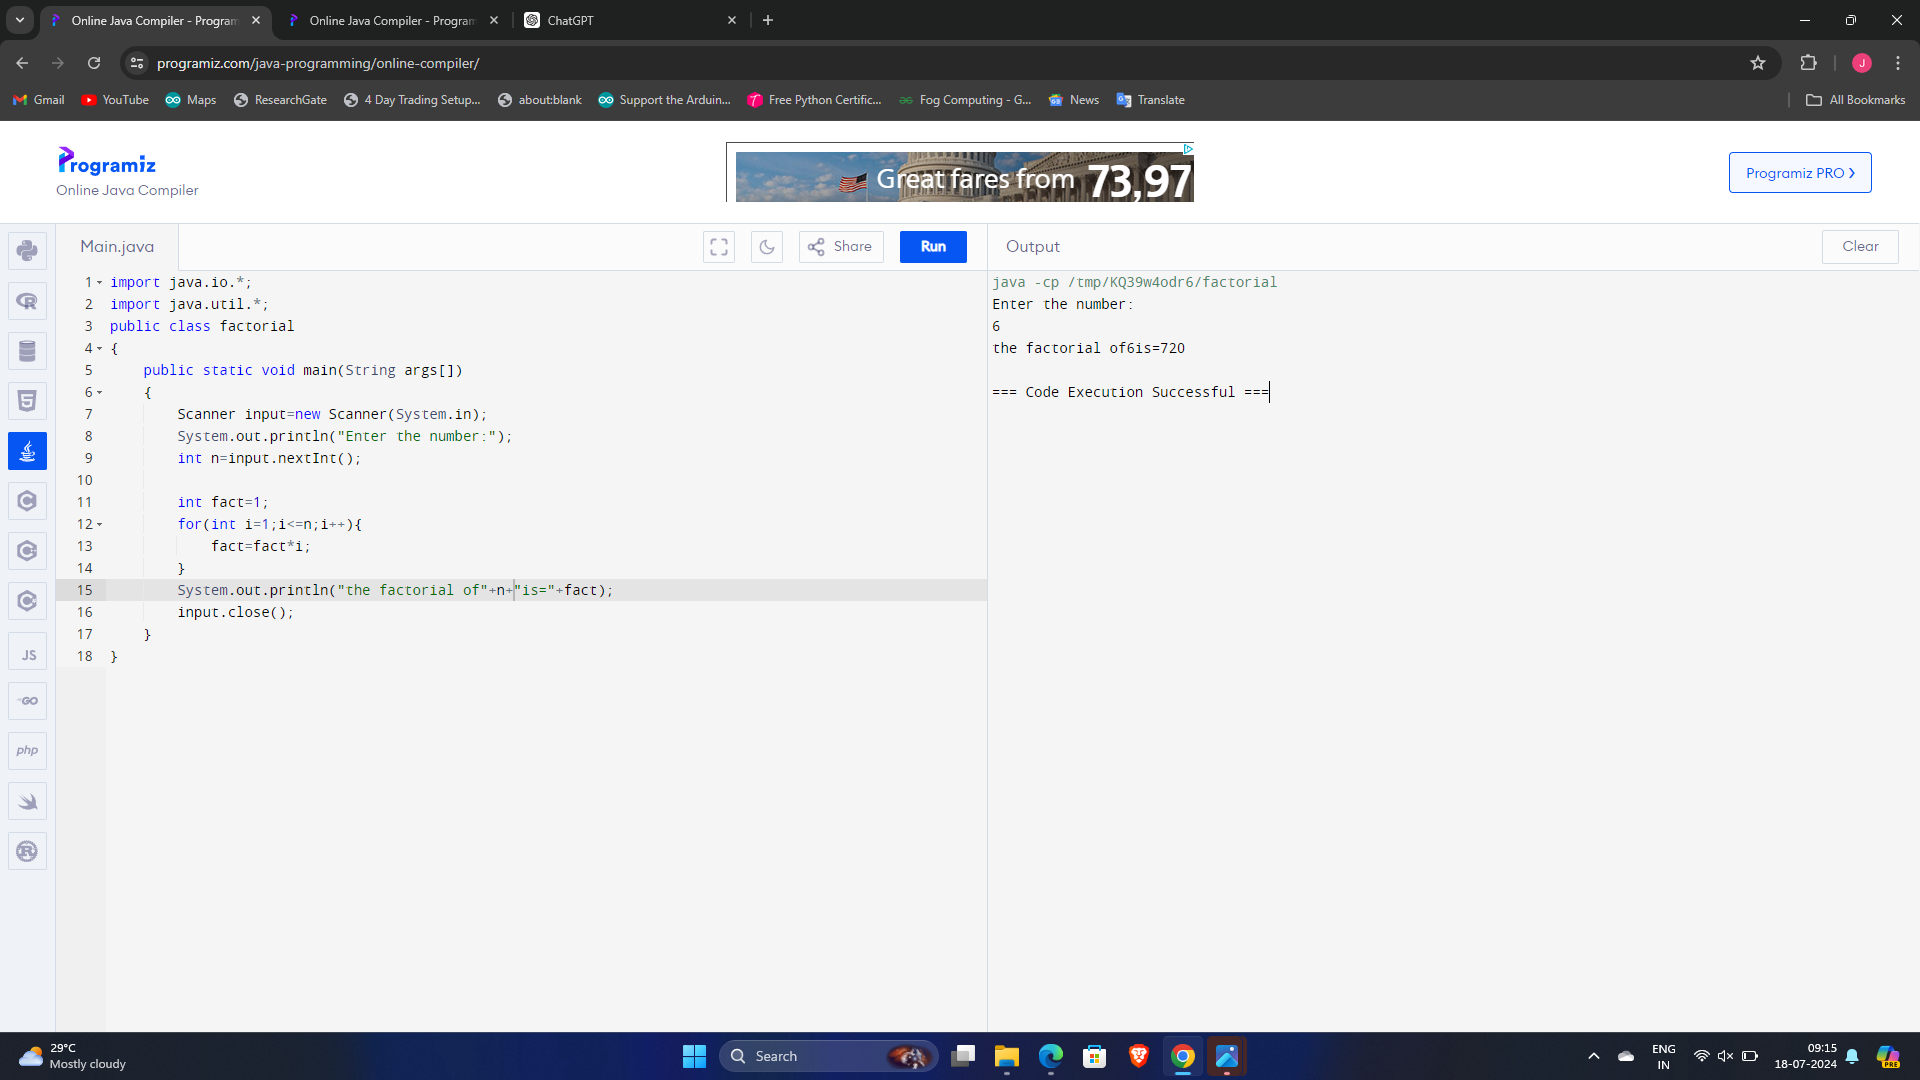 Online Java Compiler - Program
Online Java Compiler - Program
ChatGPT
programiz.com/java-programming/online-compiler/
J
Gmail
YouTube
Maps
ResearchGate
4 Day Trading Setup...
about:blank
Support the Arduin...
Free Python Certific...
Fog Computing - G...
News
Translate
All Bookmarks
Programiz
Online Java Compiler
Great fares from 73,97
Programiz PRO
Main.java
Share
Run
Output
Clear
1 import java.io.*;
2 import java.util.*;
3 public class factorial
4 {
5 public static void main(String args[])
6 {
7 Scanner input=new Scanner(System.in);
8 System.out.println("Enter the number:");
9 int n=input.nextInt();
10
11 int fact=1;
12 for(int i=1;i<=n;i++){
13 fact=fact*i;
14 }
15 System.out.println("the factorial of"+n+"is="+fact);
16 input.close();
17 }
18 }
java -cp /tmp/KQ39w4odr6/factorial
Enter the number:
6
the factorial of6is=720
=== Code Execution Successful ===
JS
GO
php
29°C
Mostly cloudy
Search
ENG
IN
09:15
18-07-2024
PRE